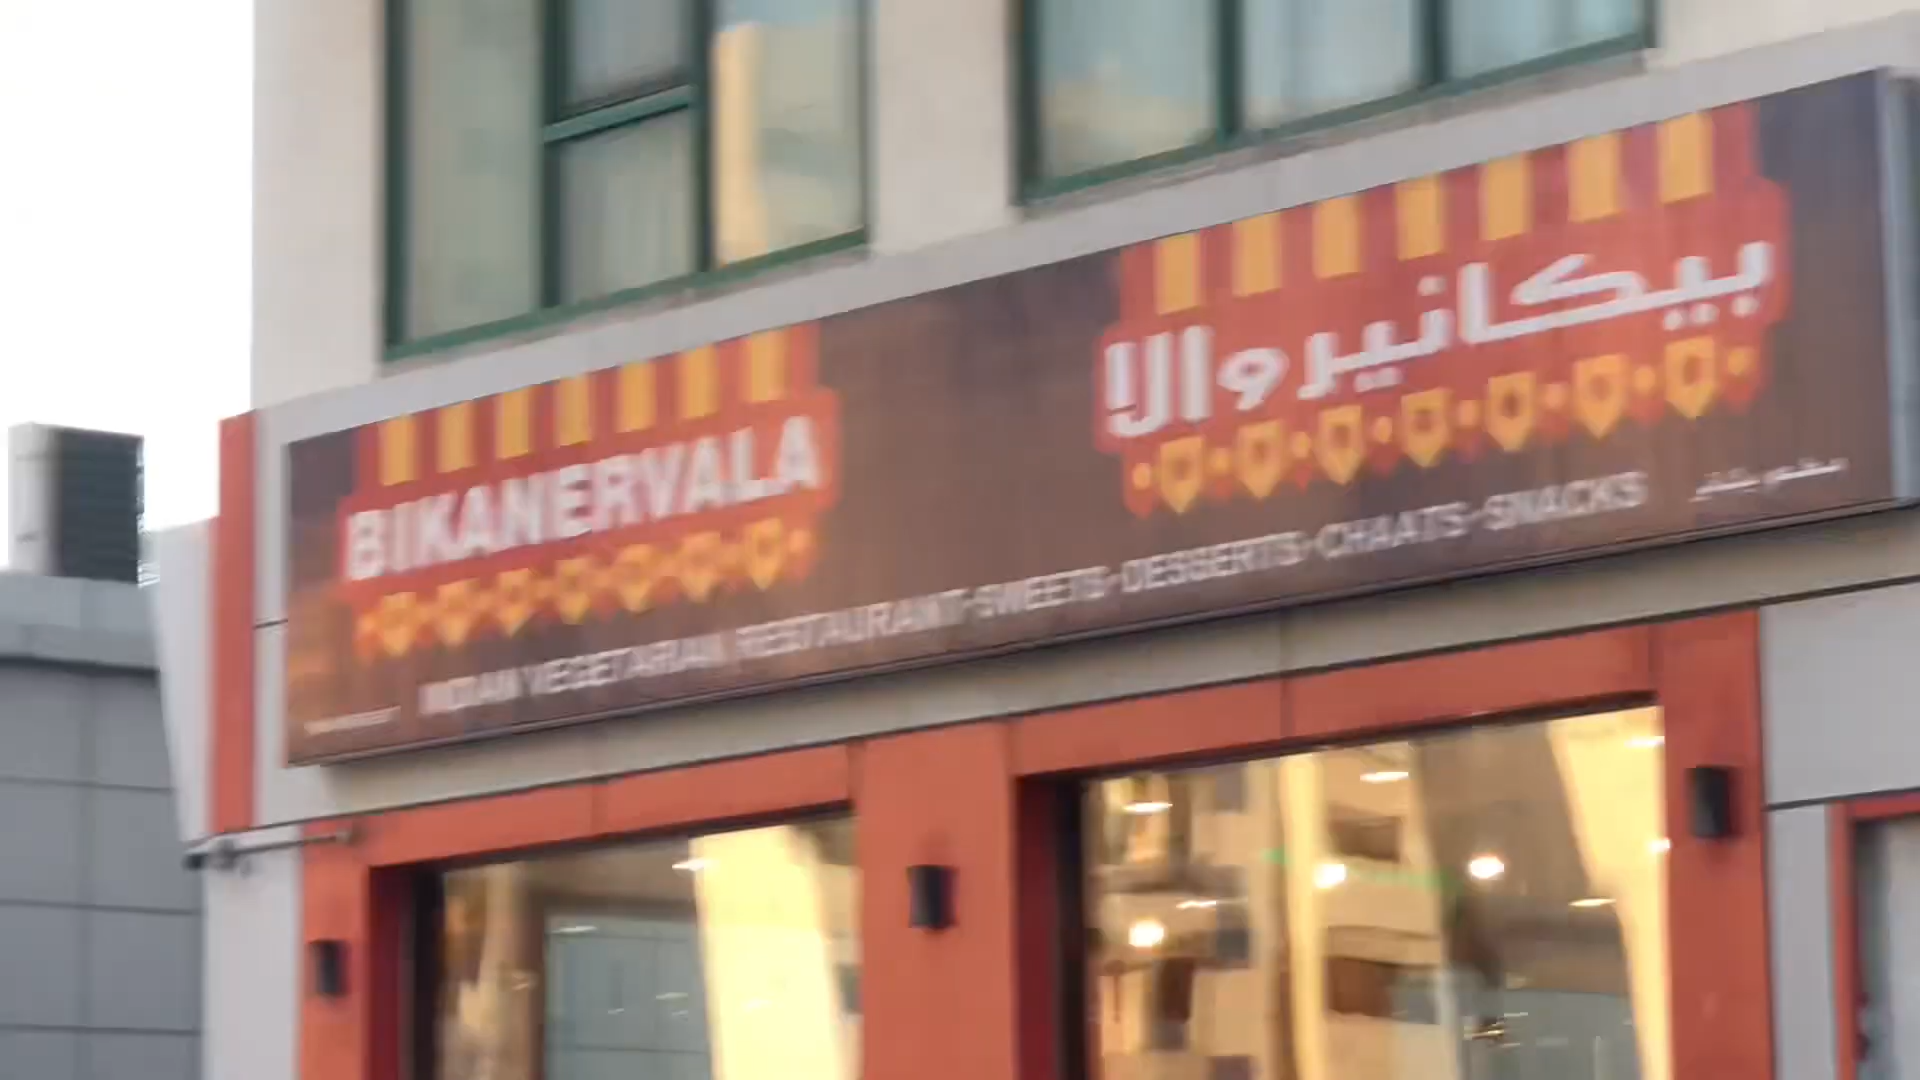 BIKANERVALA
بيكانيروالا
INDIAN VEGETARIAN RESTAURANT·SWEETS·DESSERTS·CHAATS·SNACKS